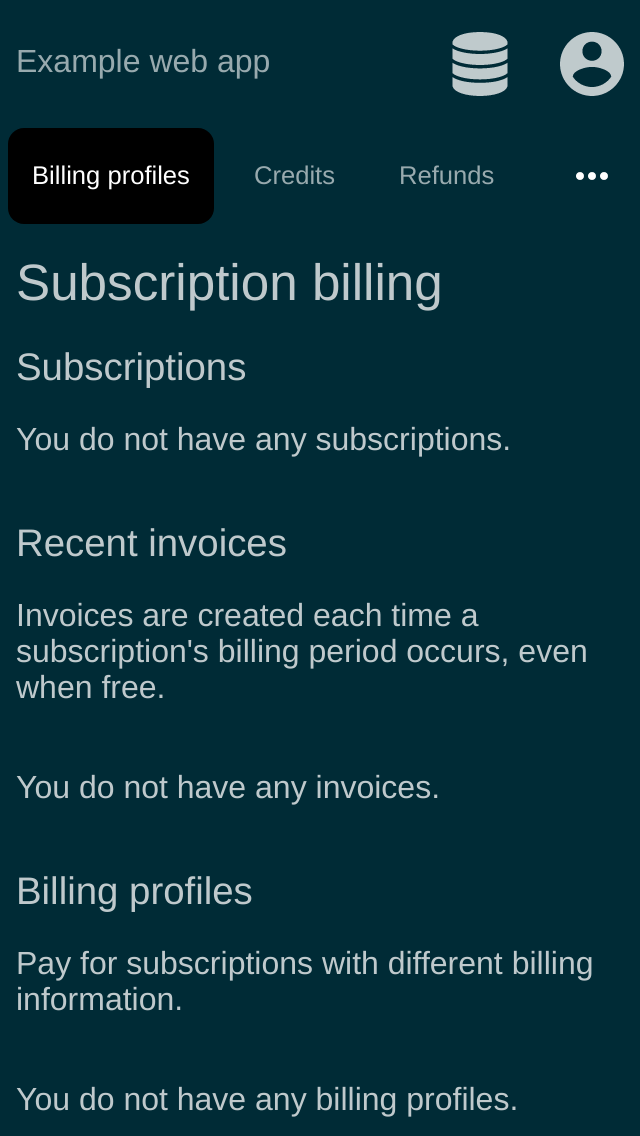 Example web app
Billing profiles
Credits
Refunds
Subscription billing
Subscriptions
You do not have any subscriptions.
Recent invoices
Invoices are created each time a
subscription's billing period occurs, even
when free.
You do not have any invoices.
Billing profiles
Pay for subscriptions with different billing
information.
You do not have any billing profiles.